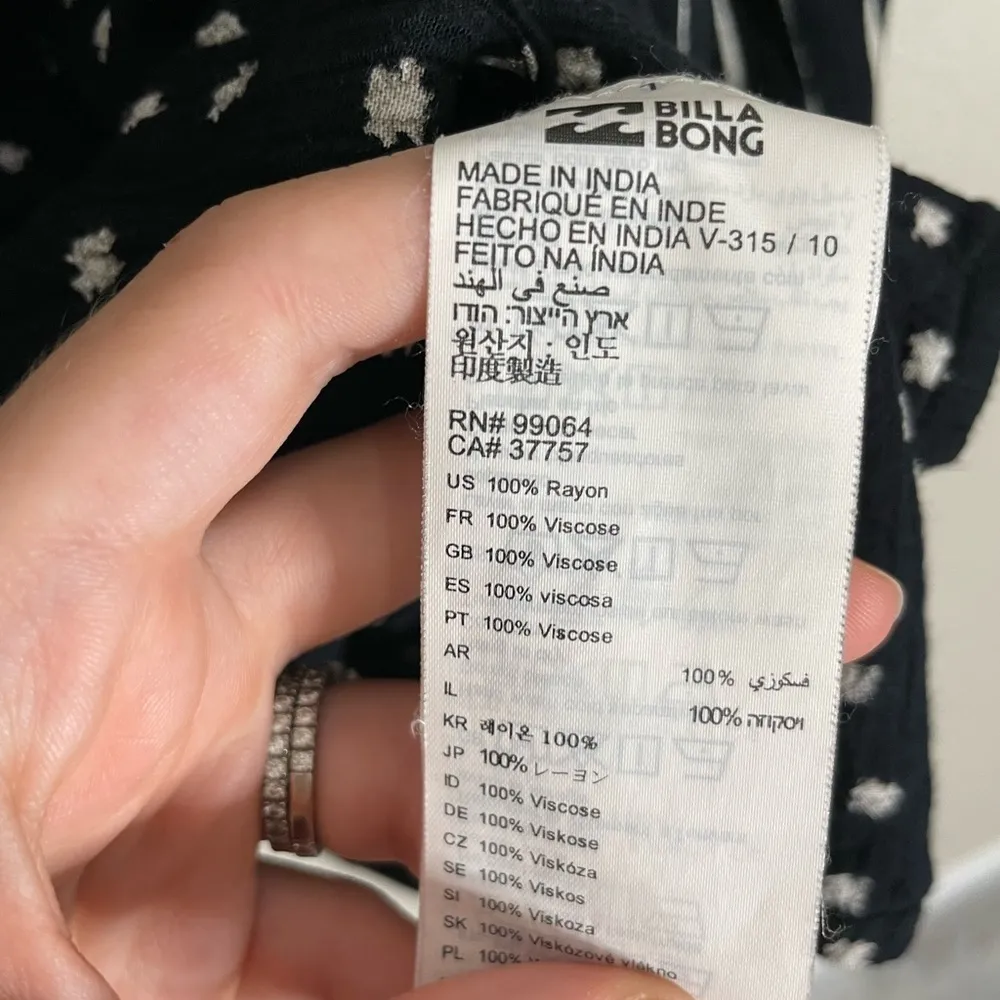 BILLA
BONG
MADE IN INDIA
FABRIQUÉ EN INDE
HECHO EN INDIA V-315 / 10
FEITO NA ÍNDIA
صنع في الهند
ארץ הייצור: הודו
원산지 : 인도
印度製造
RN# 99064
CA# 37757
US 100% Rayon
FR 100% Viscose
GB 100% Viscose
ES 100% viscosa
PT 100% Viscose
AR 100% فسكوزي
IL 100% ויסקוזה
KR 레이온 100%
JP 100% レーヨン
ID 100% Viscose
DE 100% Viskose
CZ 100% Viskóza
SE 100% Viskos
SI 100% Viskoza
SK 100% Viskózové vlákno
PL 100%